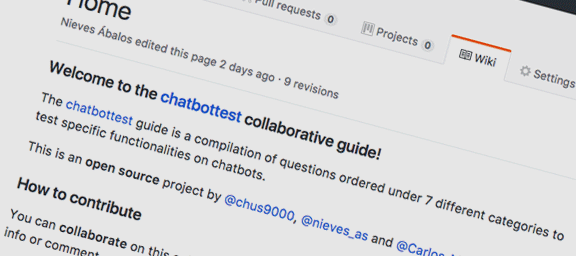 Home
Pull requests 0
Projects 0
Wiki
Settings
Nieves Ábalos edited this page 2 days ago · 9 revisions
Welcome to the chatbottest collaborative guide!
The chatbottest guide is a compilation of questions ordered under 7 different categories to
test specific functionalities on chatbots.
This is an open source project by @chus9000, @nieves_as and @Carlos
How to contribute
You can collaborate on this
info or comment